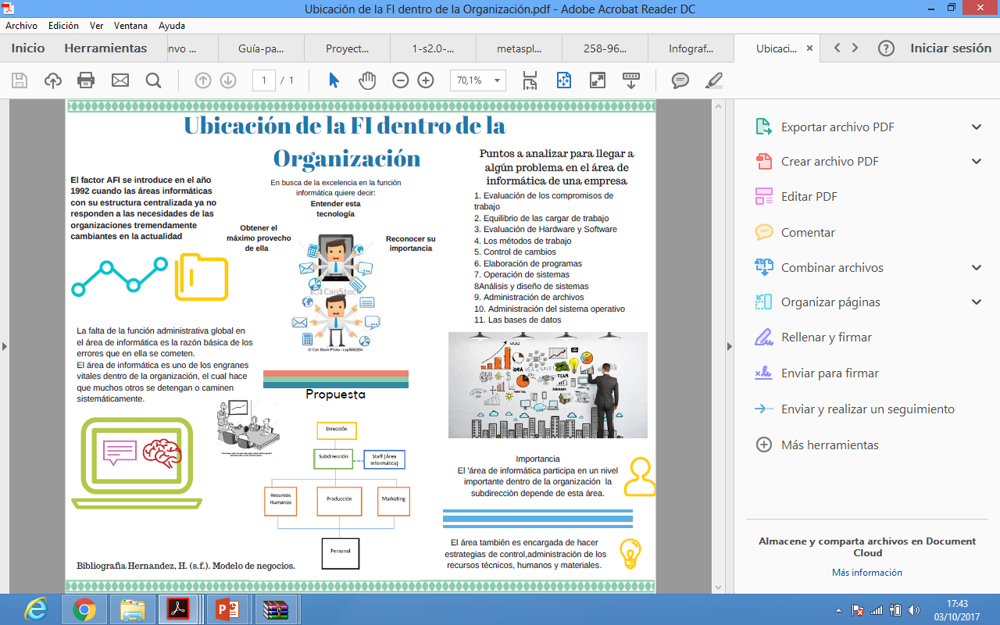 Ubicación de la FI dentro de la Organización.pdf - Adobe Acrobat Reader DC
Archivo Edición Ver Ventana Ayuda
Inicio Herramientas nvo ... Guía-pa... Proyect... 1-s2.0-... metaspl... 258-96... Infograf... Ubicaci... Iniciar sesión
1 / 1 70,1%
Ubicación de la FI dentro de la
Organización
El factor AFI se introduce en el año
1992 cuando las áreas informáticas
con su estructura centralizada ya no
responden a las necesidades de las
organizaciones tremendamente
cambiantes en la actualidad
La falta de la función administrativa global en
el área de informática es la razón básica de los
errores que en ella se cometen.
El área de informática es uno de los engranes
vitales dentro de la organización, el cual hace
que muchos otros se detengan o caminen
sistemáticamente.
Bibliografia Hernandez, H. (s.f.). Modelo de negocios.
En busca de la excelencia en la función
informática quiere decir:
Entender esta
tecnología
Obtener el
máximo provecho
de ella
Reconocer su
importancia
CanStock
© Can Stock Photo - csp5663294
Propuesta
Dirección
Subdirección
Staff (Área
Informática)
Recursos
Humanos
Producción
Marketing
Personal
Puntos a analizar para llegar a
algún problema en el área de
informática de una empresa
1. Evaluación de los compromisos de
trabajo
2. Equilibrio de las cargar de trabajo
3. Evaluación de Hardware y Software
4. Los métodos de trabajo
5. Control de cambios
6. Elaboración de programas
7. Operación de sistemas
8Análisis y diseño de sistemas
9. Administración de archivos
10. Administración del sistema operativo
11. Las bases de datos
IDEA
TEAM
Importancia
El 'área de informática participa en un nivel
importante dentro de la organización la
subdirecciòn depende de esta área.
El área también es encargada de hacer
estrategias de control,administración de los
recursos técnicos, humanos y materiales.
Exportar archivo PDF
Crear archivo PDF
Editar PDF
Comentar
Combinar archivos
Organizar páginas
Rellenar y firmar
Enviar para firmar
Enviar y realizar un seguimiento
Más herramientas
Almacene y comparta archivos en Document
Cloud
Más información
17:43
03/10/2017